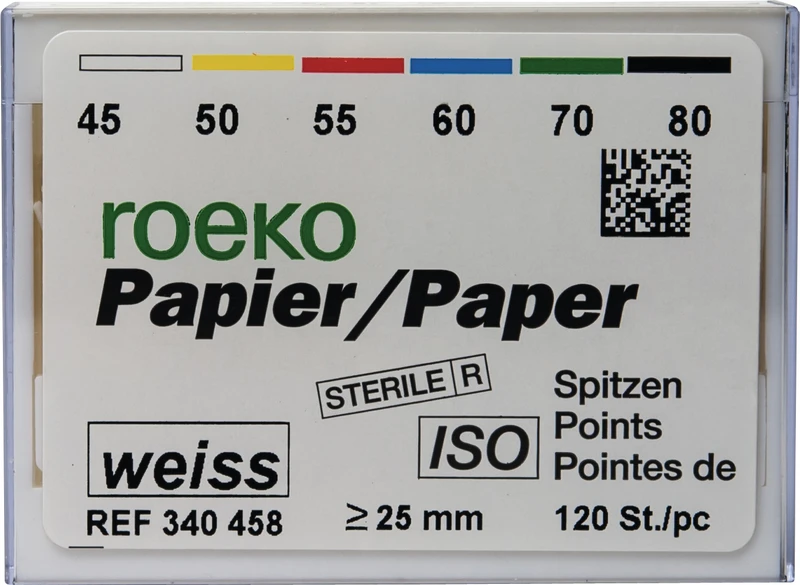 45 50 55 60 70 80
roeko
Papier/Paper
STERILE R
Spitzen
Points
Pointes de
ISO
weiss
REF 340 458
≥ 25 mm
120 St./pc